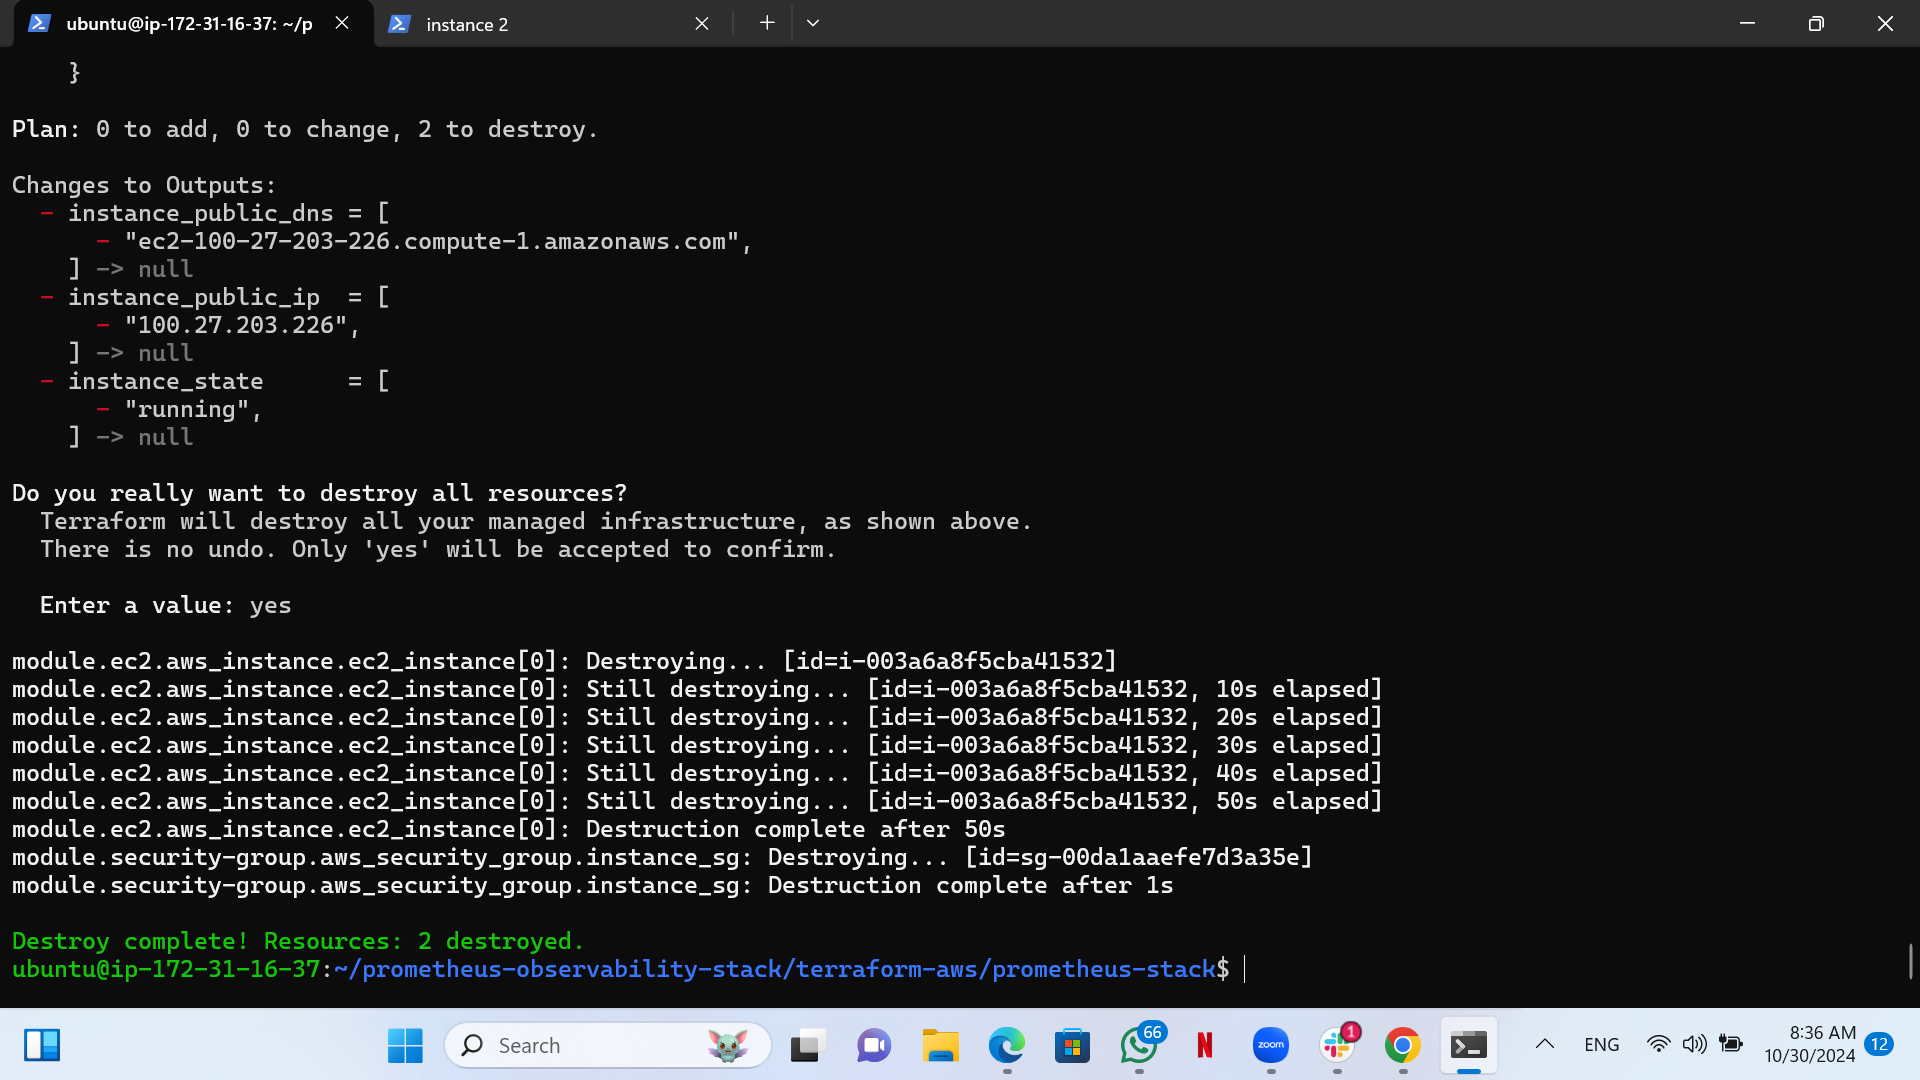 ubuntu@ip-172-31-16-37: ~/p
instance 2
}
Plan: 0 to add, 0 to change, 2 to destroy.
Changes to Outputs:
- instance_public_dns = [
- "ec2-100-27-203-226.compute-1.amazonaws.com",
] -> null
- instance_public_ip  = [
- "100.27.203.226",
] -> null
- instance_state      = [
- "running",
] -> null
Do you really want to destroy all resources?
Terraform will destroy all your managed infrastructure, as shown above.
There is no undo. Only 'yes' will be accepted to confirm.
Enter a value: yes
module.ec2.aws_instance.ec2_instance[0]: Destroying... [id=i-003a6a8f5cba41532]
module.ec2.aws_instance.ec2_instance[0]: Still destroying... [id=i-003a6a8f5cba41532, 10s elapsed]
module.ec2.aws_instance.ec2_instance[0]: Still destroying... [id=i-003a6a8f5cba41532, 20s elapsed]
module.ec2.aws_instance.ec2_instance[0]: Still destroying... [id=i-003a6a8f5cba41532, 30s elapsed]
module.ec2.aws_instance.ec2_instance[0]: Still destroying... [id=i-003a6a8f5cba41532, 40s elapsed]
module.ec2.aws_instance.ec2_instance[0]: Still destroying... [id=i-003a6a8f5cba41532, 50s elapsed]
module.ec2.aws_instance.ec2_instance[0]: Destruction complete after 50s
module.security-group.aws_security_group.instance_sg: Destroying... [id=sg-00da1aaefe7d3a35e]
module.security-group.aws_security_group.instance_sg: Destruction complete after 1s
Destroy complete! Resources: 2 destroyed.
ubuntu@ip-172-31-16-37:~/prometheus-observability-stack/terraform-aws/prometheus-stack$
Search
66
N
zoom
1
ENG
8:36 AM
10/30/2024
12